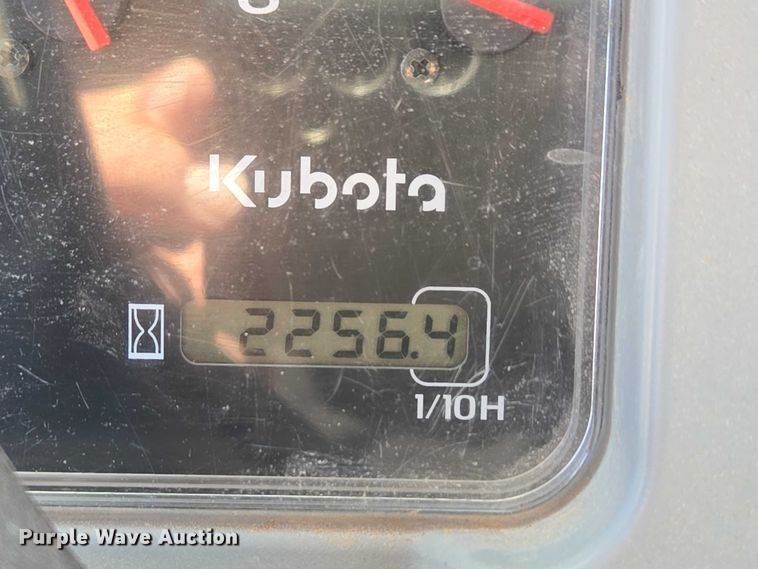 Kubota
2256.4
1/10H
Purple Wave Auction